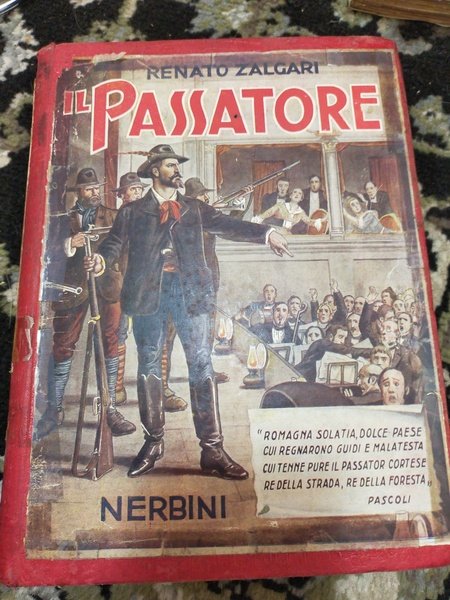 RENATO ZALGARI
IL PASSATORE
"ROMAGNA SOLATIA, DOLCE PAESE
CUI REGNARONO GUIDI E MALATESTA
CUI TENNE PURE IL PASSATOR CORTESE
RE DELLA STRADA, RE DELLA FORESTA"
PASCOLI
NERBINI